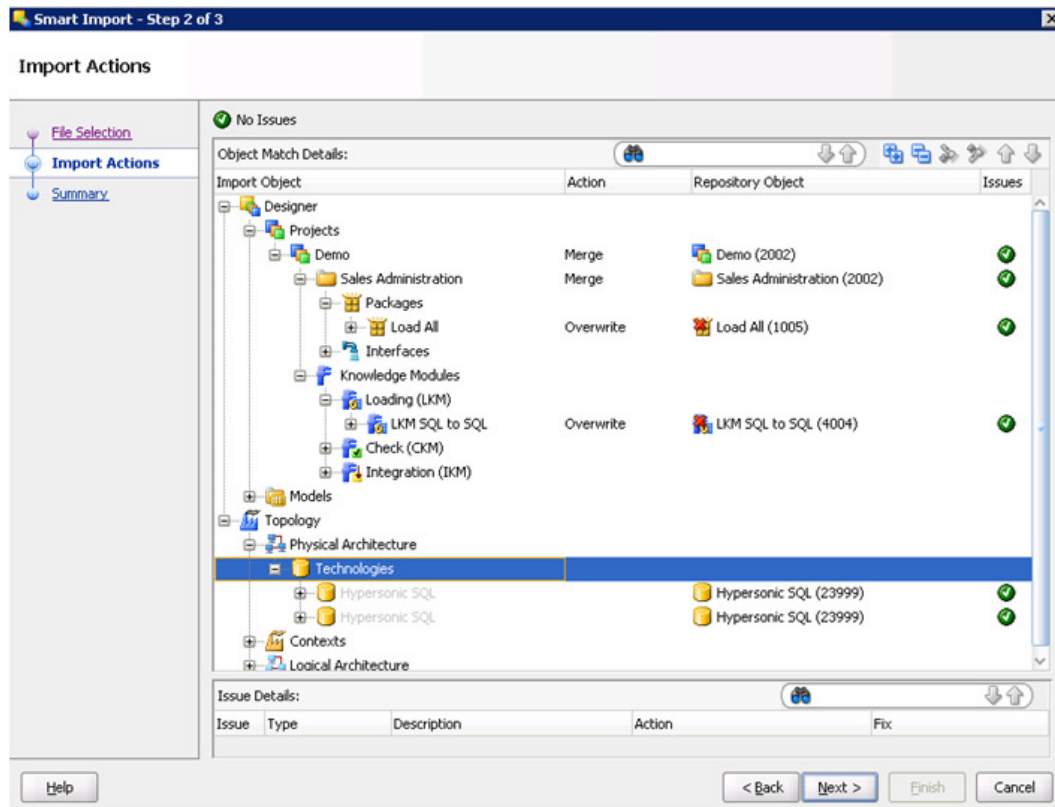 Smart Import - Step 2 of 3
Import Actions
File Selection
Import Actions
Summary
No Issues
Object Match Details:
Import Object Action Repository Object Issues
Designer
Projects
Demo Merge Demo (2002)
Sales Administration Merge Sales Administration (2002)
Packages
Load All Overwrite Load All (1005)
Interfaces
Knowledge Modules
Loading (LKM)
LKM SQL to SQL Overwrite LKM SQL to SQL (4004)
Check (CKM)
Integration (IKM)
Models
Topology
Physical Architecture
Technologies
Hypersonic SQL Hypersonic SQL (23999)
Hypersonic SQL Hypersonic SQL (23999)
Contexts
Logical Architecture
Issue Details:
Issue Type Description Action Fix
Help < Back Next > Finish Cancel